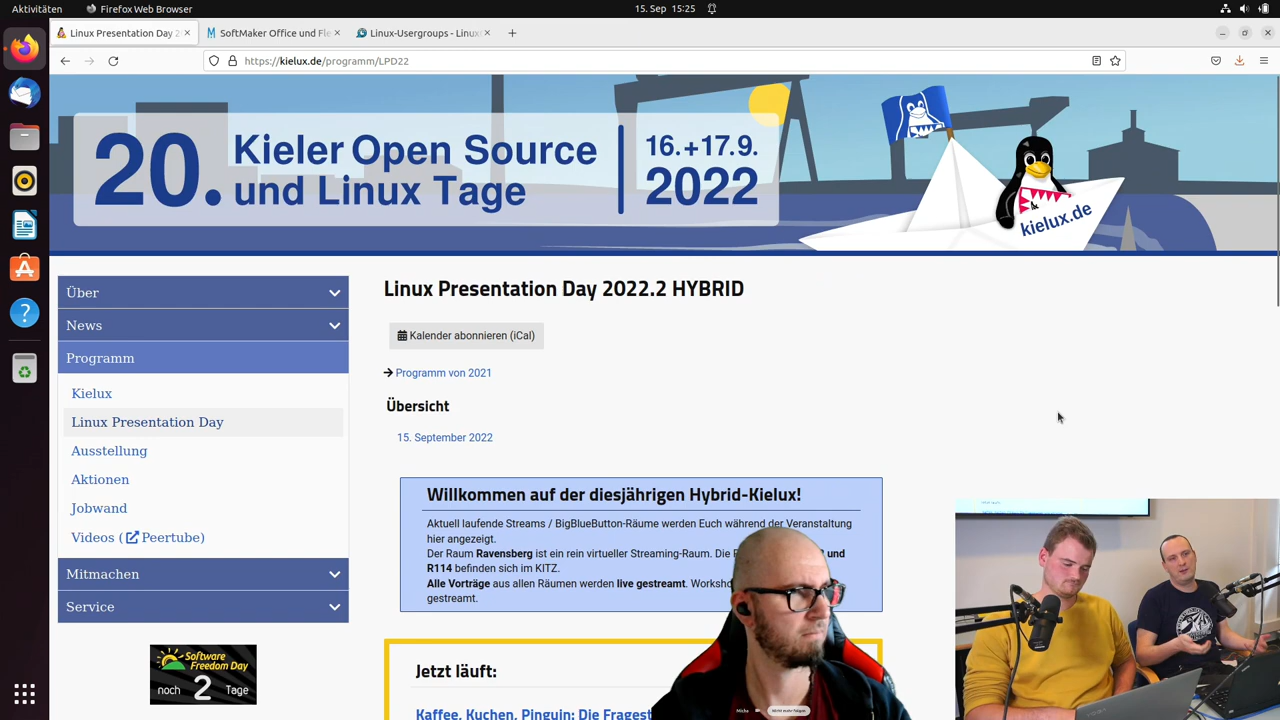 Aktivitäten
Firefox Web Browser
15. Sep 15:25
Linux Presentation Day 2
SoftMaker Office und Fle
Linux-Usergroups - Linux
https://kielux.de/programm/LPD22
20. Kieler Open Source
und Linux Tage
16.+17.9.
2022
kielux.de
Über
News
Programm
Kielux
Linux Presentation Day
Ausstellung
Aktionen
Jobwand
Videos ( Peertube)
Mitmachen
Service
Software
Freedom Day
noch 2 Tage
Linux Presentation Day 2022.2 HYBRID
Kalender abonnieren (iCal)
Programm von 2021
Übersicht
15. September 2022
Willkommen auf der diesjährigen Hybrid-Kielux!
Aktuell laufende Streams / BigBlueButton-Räume werden Euch während der Veranstaltung
hier angezeigt.
Der Raum Ravensberg ist ein rein virtueller Streaming-Raum. Die und
R114 befinden sich im KITZ.
Alle Vorträge aus allen Räumen werden live gestreamt.
gestreamt.
Jetzt läuft:
Kaffee, Kuchen, Pinguin: Die Fragest